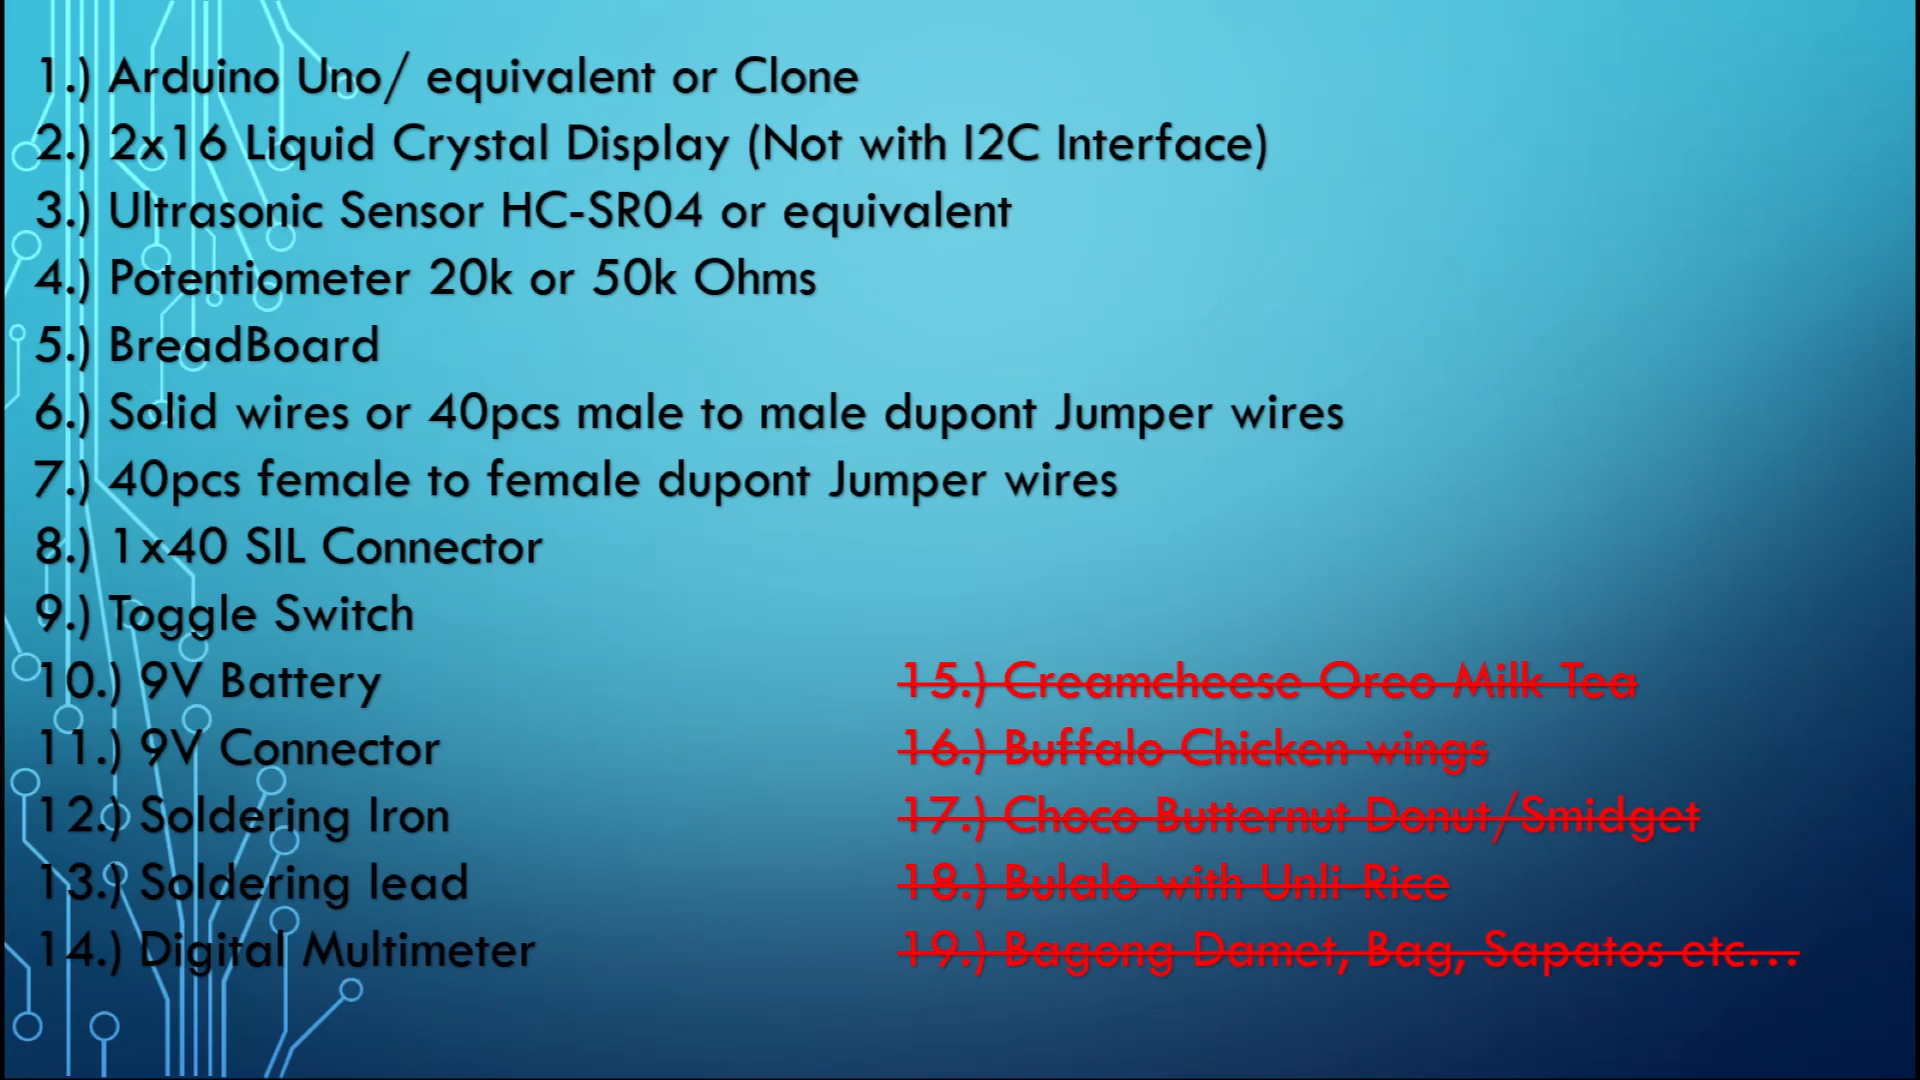 1.) Arduino Uno/ equivalent or Clone
2.) 2x16 Liquid Crystal Display (Not with I2C Interface)
3.) Ultrasonic Sensor HC-SR04 or equivalent
4.) Potentiometer 20k or 50k Ohms
5.) BreadBoard
6.) Solid wires or 40pcs male to male dupont Jumper wires
7.) 40pcs female to female dupont Jumper wires
8.) 1x40 SIL Connector
9.) Toggle Switch
10.) 9V Battery
11.) 9V Connector
12.) Soldering Iron
13.) Soldering lead
14.) Digital Multimeter
15.) Creamcheese Oreo Milk Tea
16.) Buffalo Chicken wings
17.) Choco Butternut Donut/Smidget
18.) Bulalo with Unli Rice
19.) Bagong Damet, Bag, Sapatos etc...